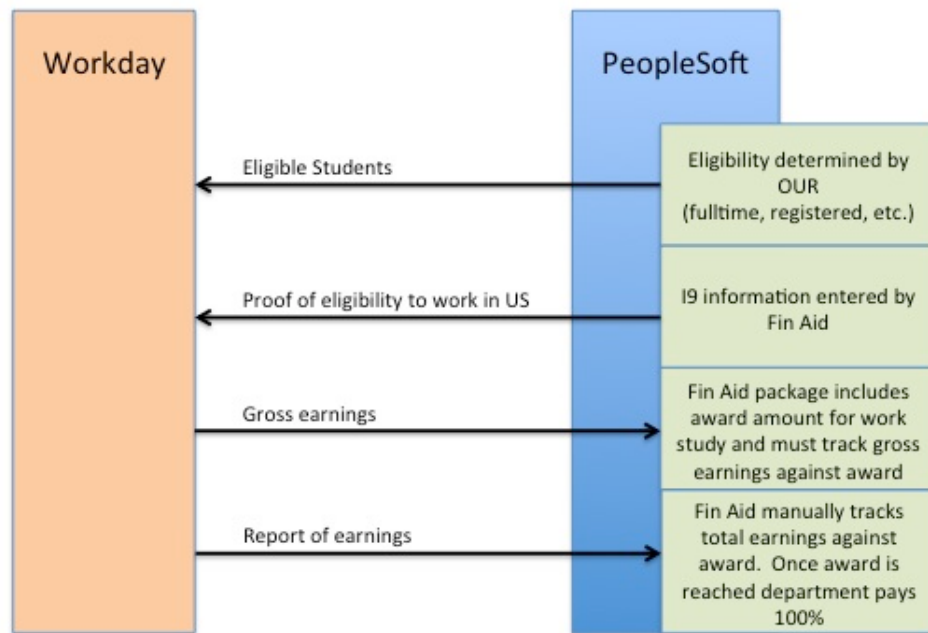 Workday
PeopleSoft
Eligible Students
Eligibility determined by
OUR
(fulltime, registered, etc.)
Proof of eligibility to work in US
I9 information entered by
Fin Aid
Gross earnings
Fin Aid package includes
award amount for work
study and must track gross
earnings against award
Report of earnings
Fin Aid manually tracks
total earnings against
award.  Once award is
reached department pays
100%